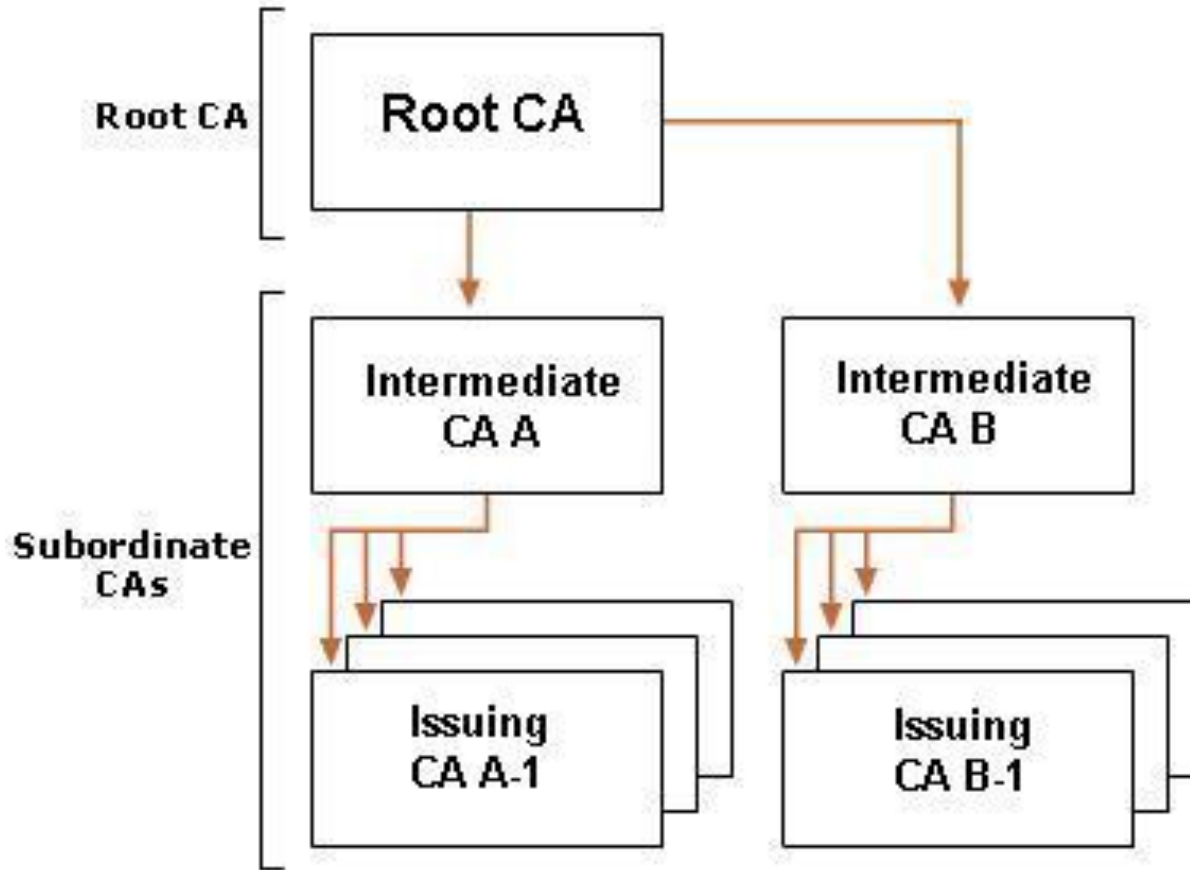 Root CA
Root CA
Intermediate
CA A
Intermediate
CA B
Subordinate
CAs
Issuing
CA A-1
Issuing
CA B-1